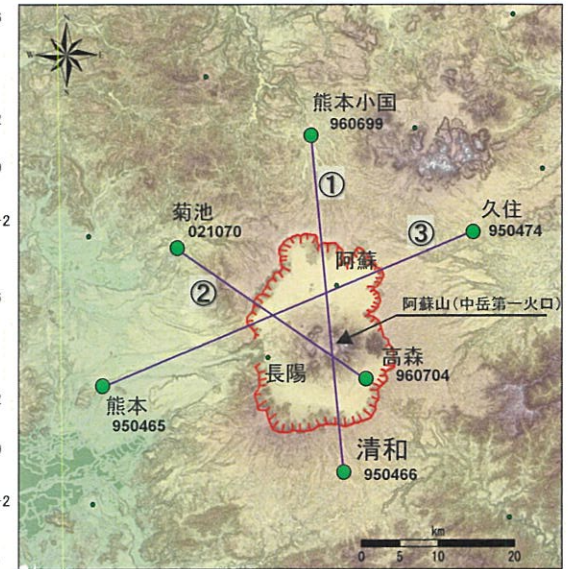 熊本小国
960699
①
菊池
021070
久住
950474
③
阿蘇
②
阿蘇山(中岳第一火口)
長陽
高森
960704
熊本
950465
清和
950466
km
0 5 10 20